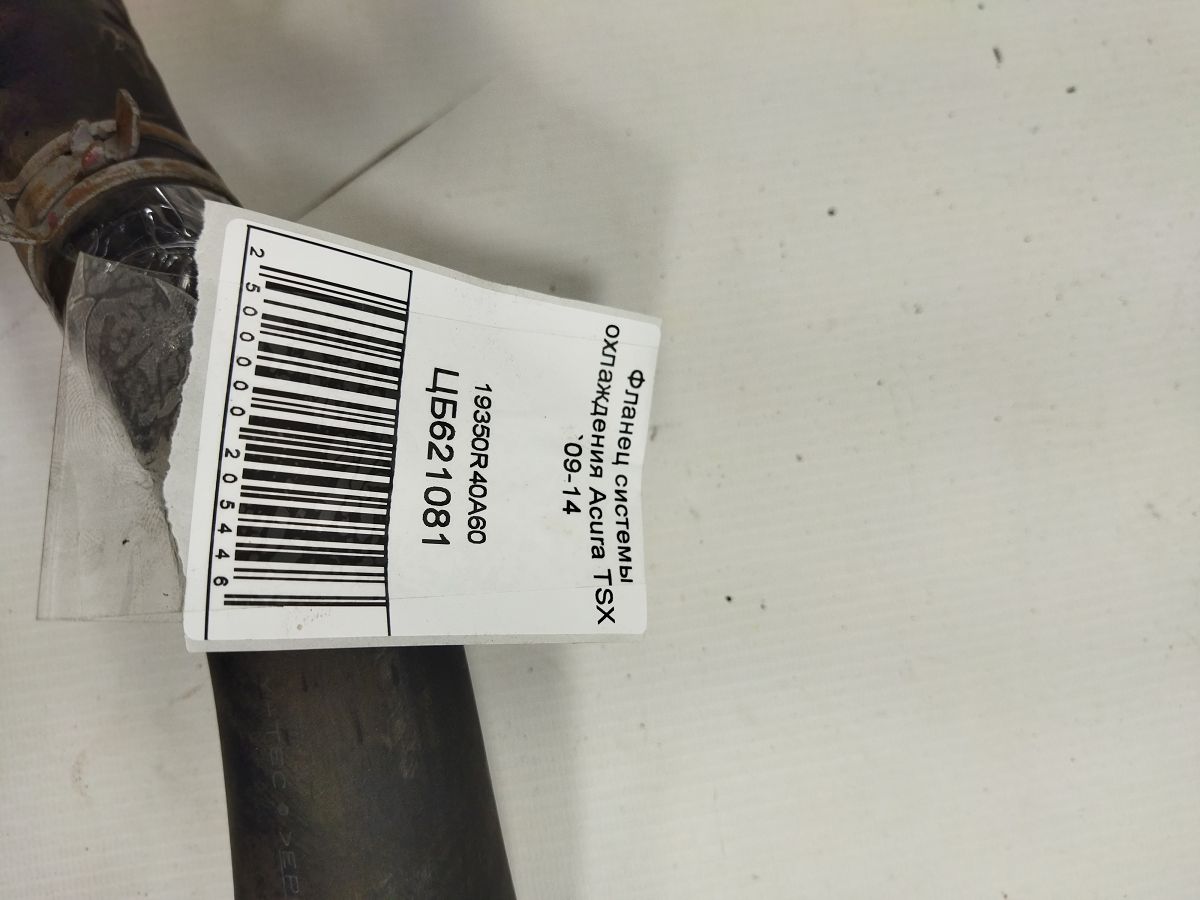 Фланец системы
охлаждения Acura TSX
`09-14
19350R40A60
ЦБ621081
2500000205446